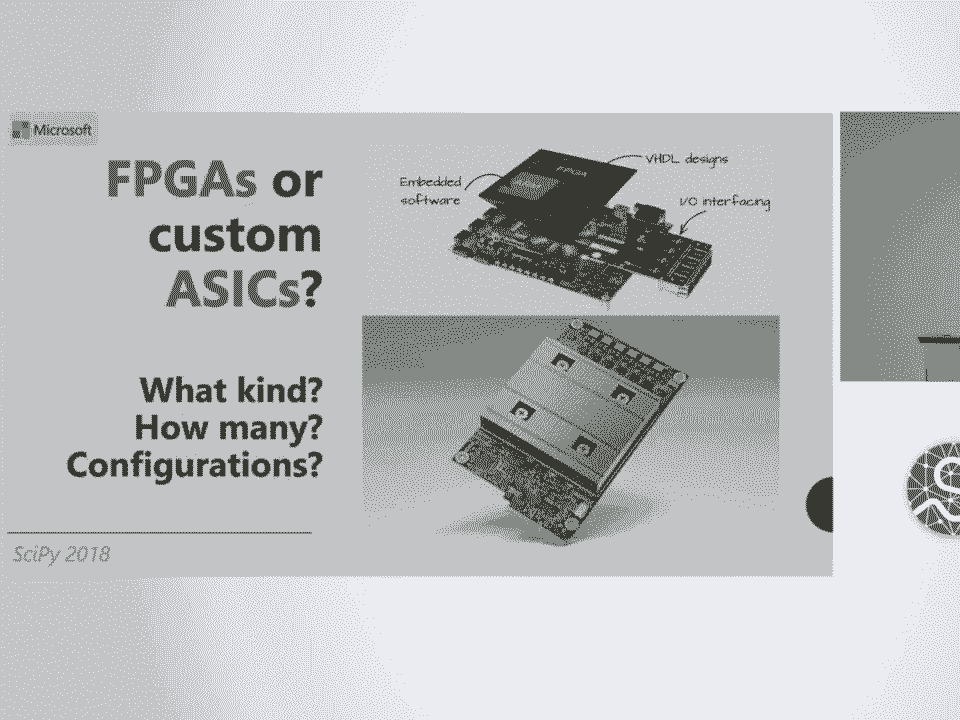 Microsoft
FPGAs or
custom
ASICs?
What kind?
How many?
Configurations?
SciPy 2018
Embedded
software
FPGA
VHDL designs
I/O interfacing